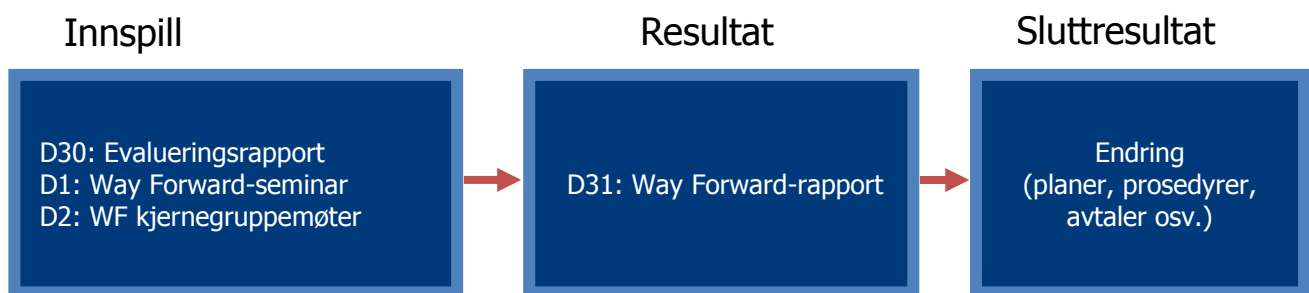 Innspill
Resultat
Sluttresultat
D30: Evalueringsrapport
D1: Way Forward-seminar
D2: WF kjernegruppemøter
D31: Way Forward-rapport
Endring
(planer, prosedyrer,
avtaler osv.)